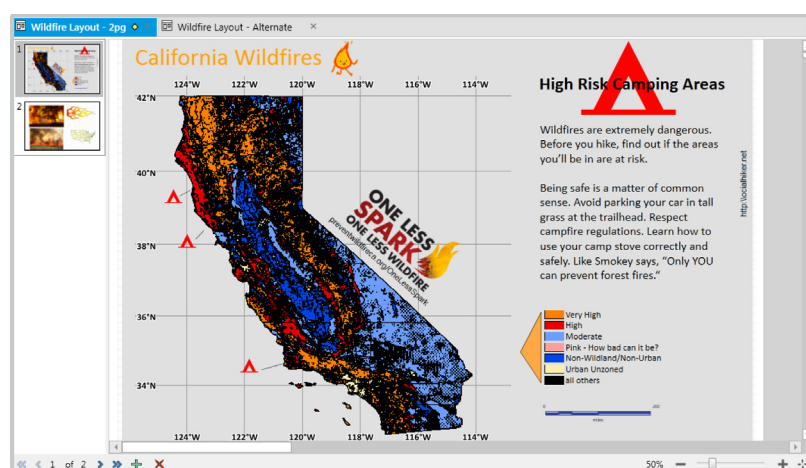 Wildfire Layout - 2pg
Wildfire Layout - Alternate
1
2
California Wildfires
124°W 122°W 120°W 118°W 116°W 114°W
42°N
40°N
38°N
36°N
34°N
124°W 122°W 120°W 118°W 116°W 114°W
ONE LESS
SPARK
ONE LESS WILDFIRE
preventwildfireca.org/OneLessSpark
High Risk Camping Areas
Wildfires are extremely dangerous.
Before you hike, find out if the areas
you'll be in are at risk.
Being safe is a matter of common
sense. Avoid parking your car in tall
grass at the trailhead. Respect
campfire regulations. Learn how to
use your camp stove correctly and
safely. Like Smokey says, "Only YOU
can prevent forest fires."
Very High
High
Moderate
Pink - How bad can it be?
Non-Wildland/Non-Urban
Urban Unzoned
all others
0
miles
1 of 2
50%